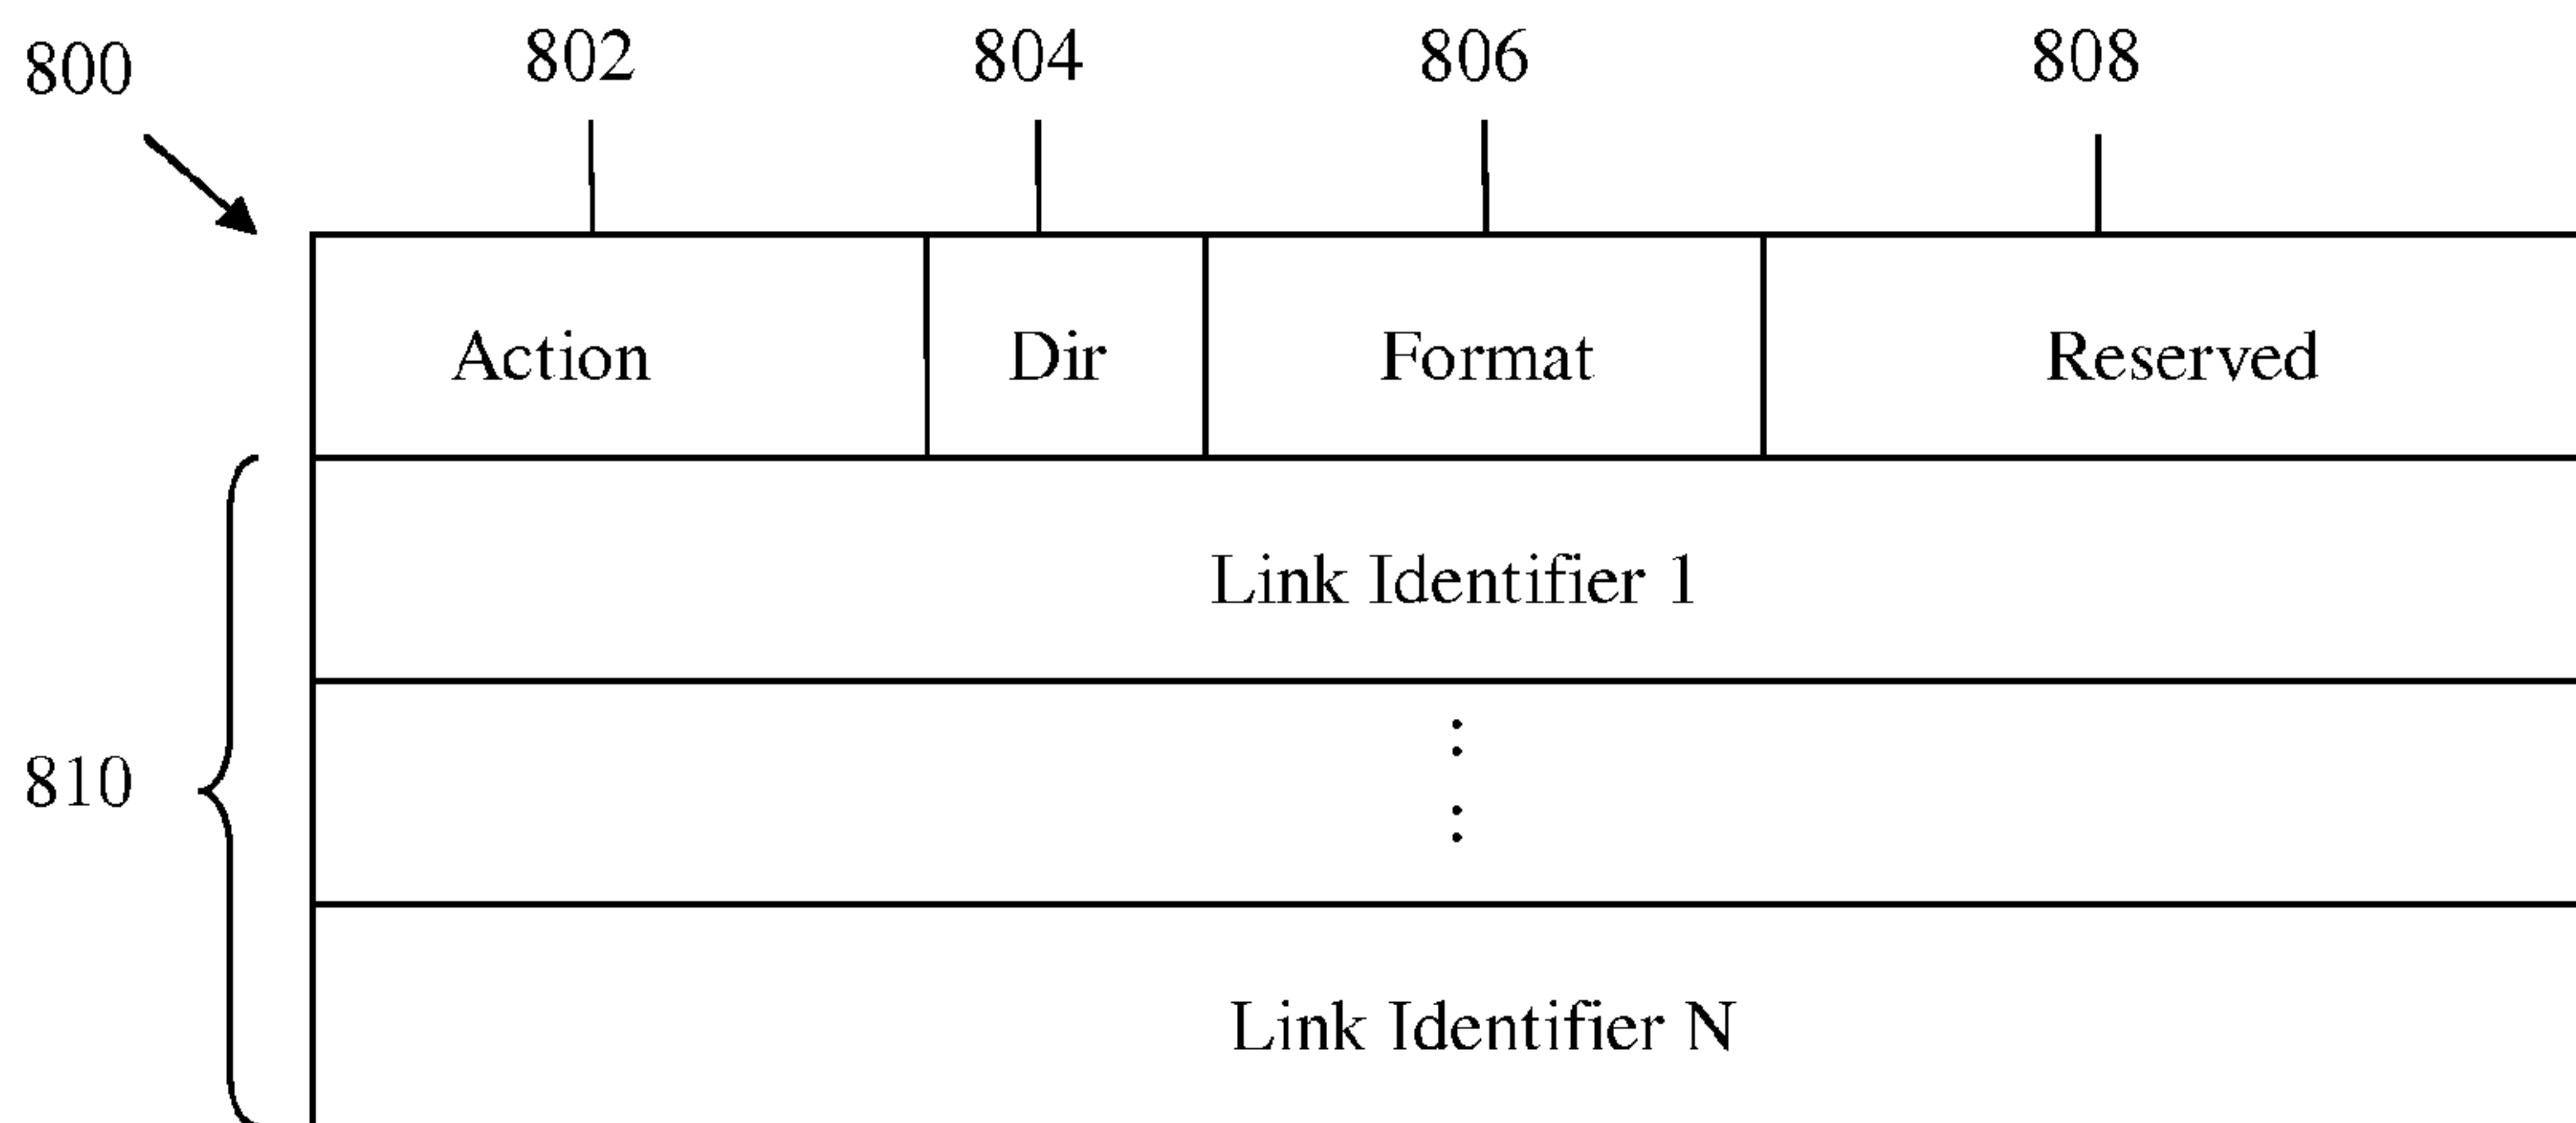 800 802 804 806 808
Action Dir Format Reserved
Link Identifier 1
810
Link Identifier N